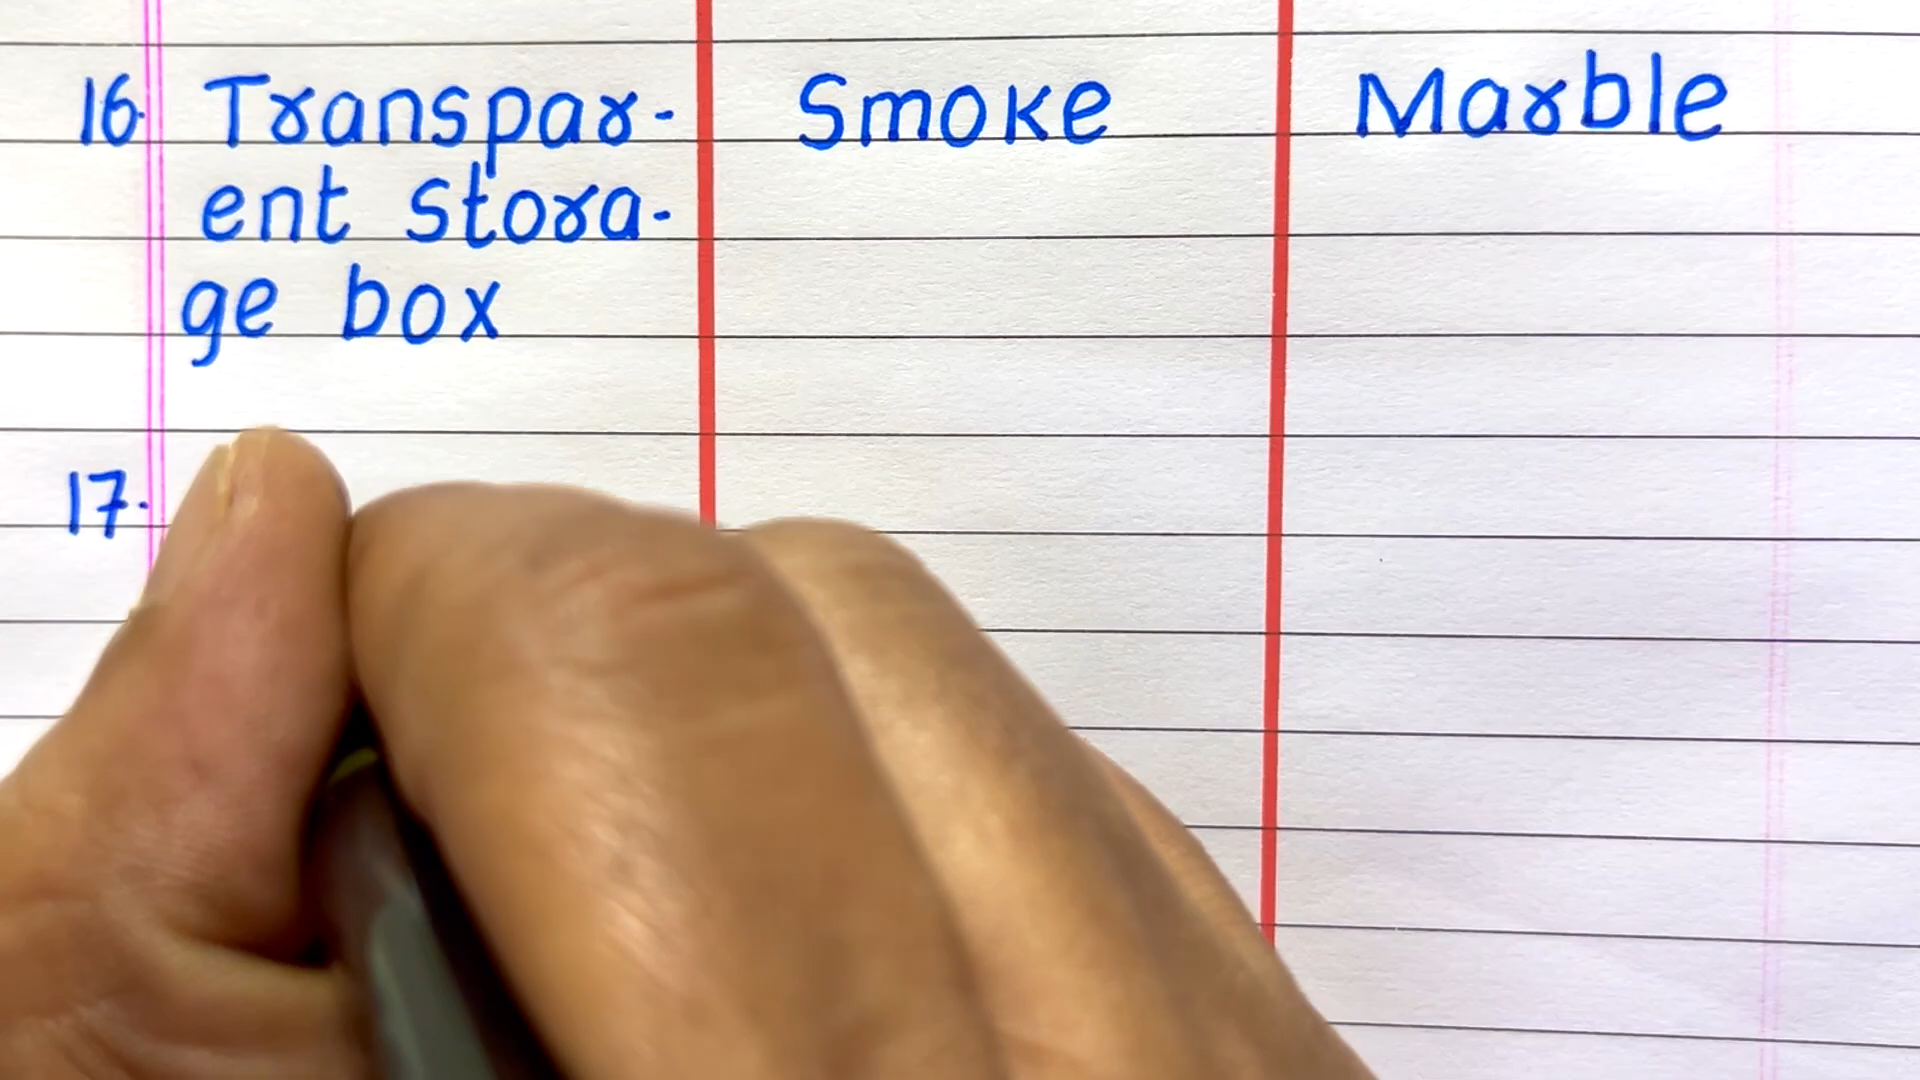 16. Transpar- Smoke Marble
ent stora-
ge box
17.